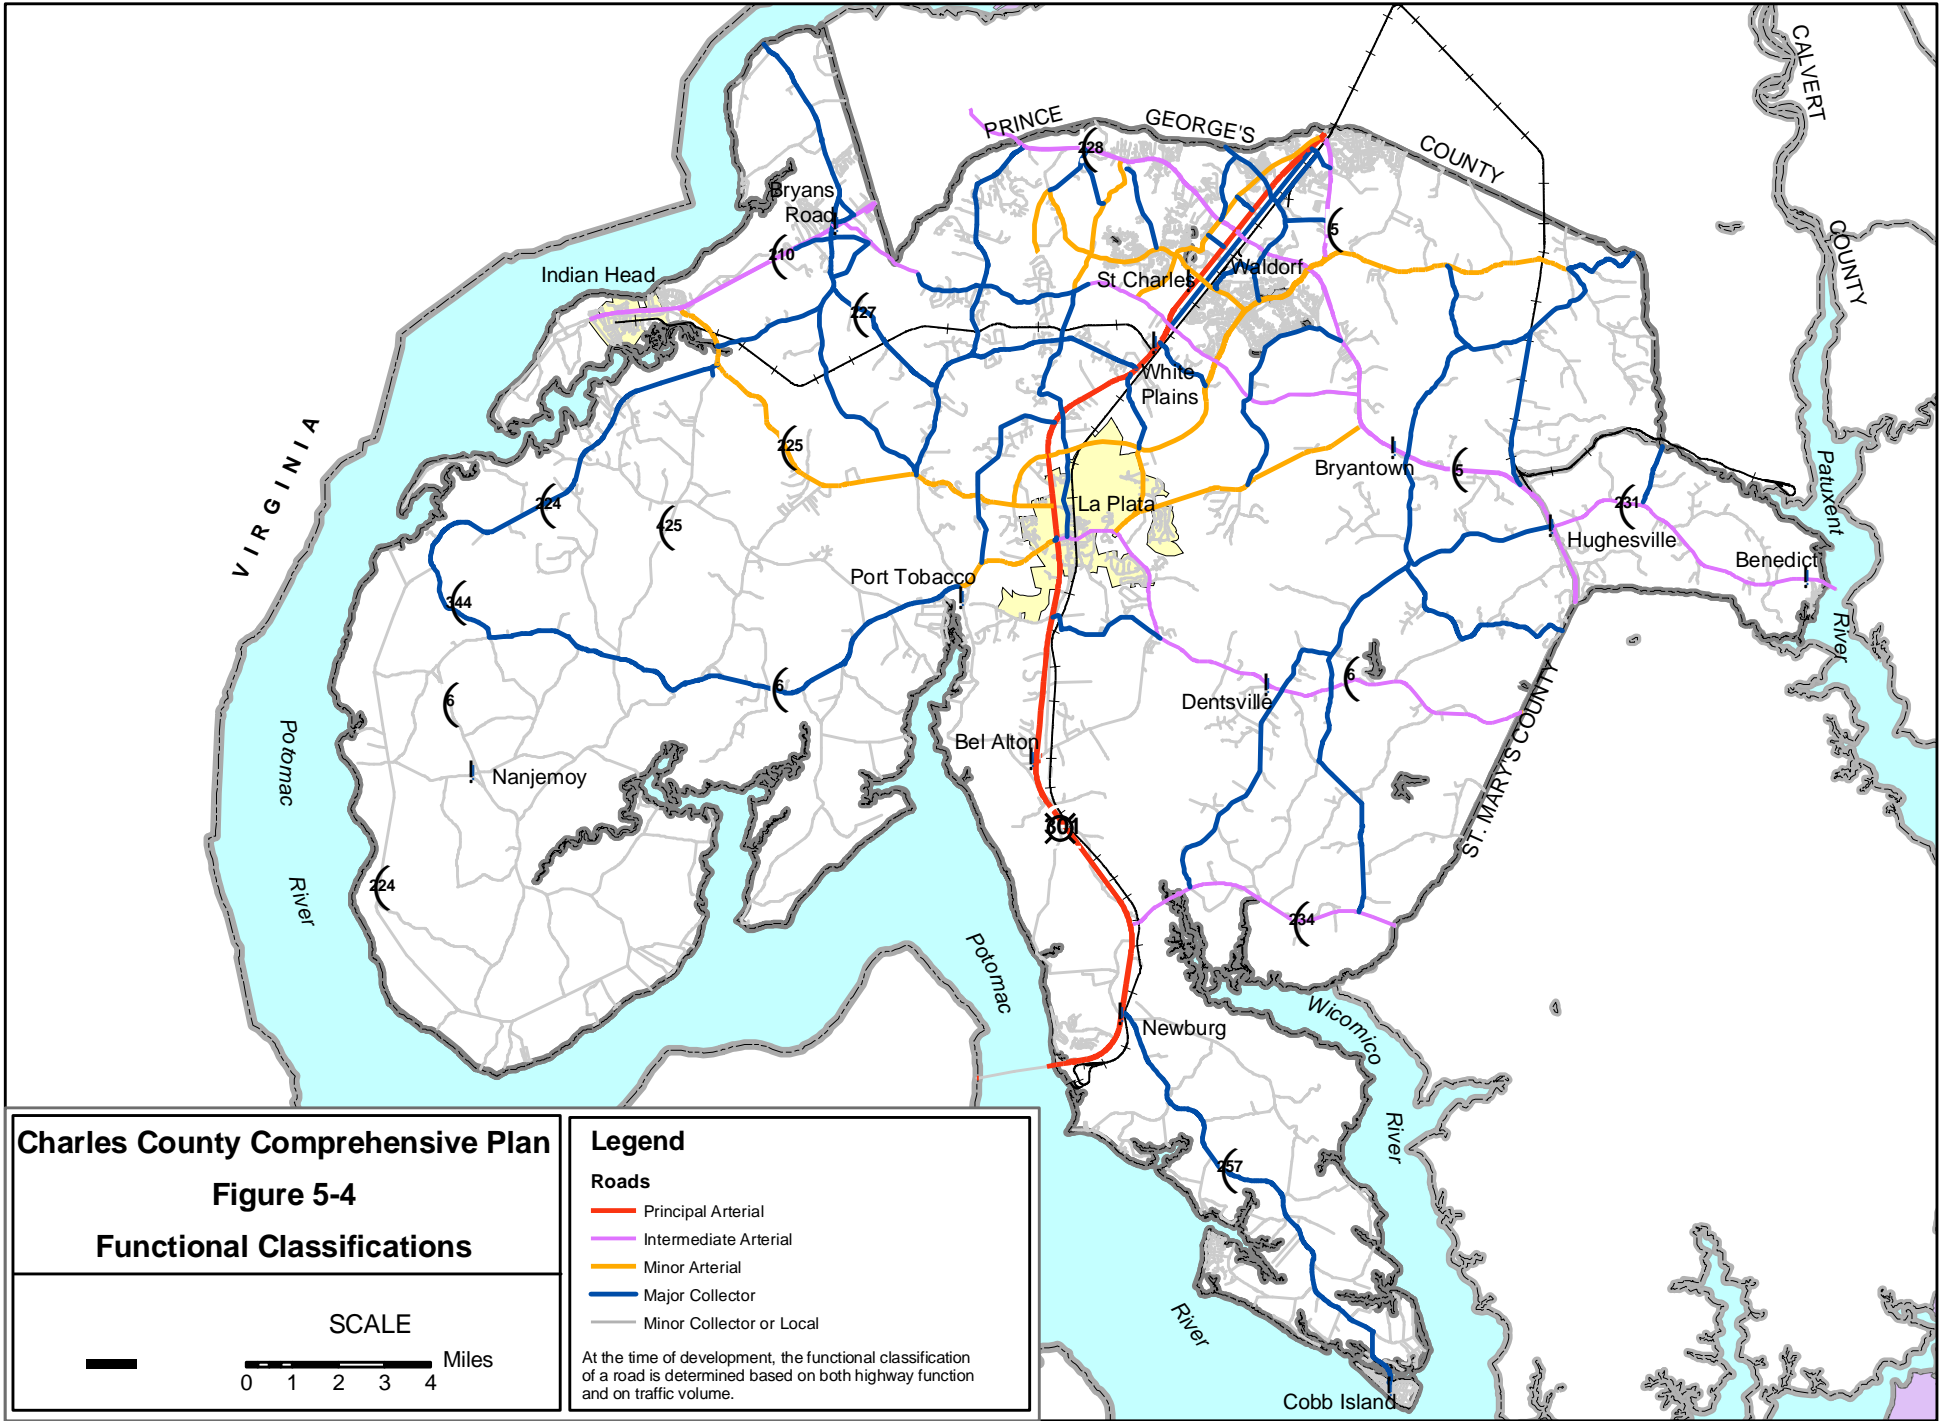 CALVERT
COUNTY
PRINCE
GEORGE'S
COUNTY
228
Bryans
Road
5
210
Indian Head
St Charles
Waldorf
227
White
Plains
VIRGINIA
225
Bryantown
5
224
425
La Plata
231
Patuxent
River
Hughesville
Benedict
Port Tobacco
344
6
6
6
Dentsville
ST. MARY'S COUNTY
Bel Alton
Potomac
River
Nanjemoy
301
224
234
Potomac
River
Newburg
Wicomico
River
257
Cobb Island
Charles County Comprehensive Plan
Figure 5-4
Functional Classifications
SCALE
Miles
0 1 2 3 4
Legend
Roads
Principal Arterial
Intermediate Arterial
Minor Arterial
Major Collector
Minor Collector or Local
At the time of development, the functional classification
of a road is determined based on both highway function
and on traffic volume.